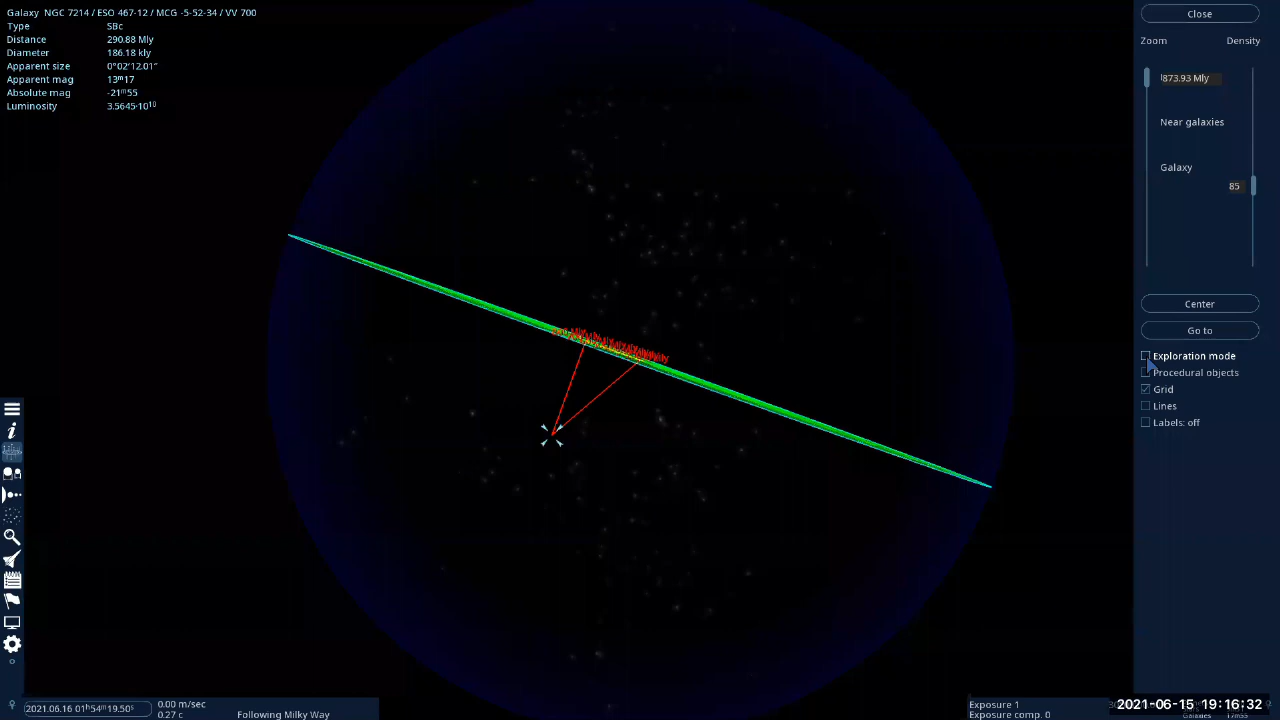 Galaxy NGC 7214 / ESO 467-12 / MCG -5-52-34 / VV 700
Type SBc
Distance 290.88 Mly
Diameter 186.18 kly
Apparent size 0°02'12.01"
Apparent mag 13ᵐ17
Absolute mag -21ᵐ55
Luminosity 3.5645·10¹⁰
Close
Zoom Density
873.93 Mly
Near galaxies
Galaxy
85
Center
Go to
Exploration mode
Procedural objects
Grid
Lines
Labels: off
2021.06.16 01ʰ54ᵐ19.50ˢ
0.00 m/sec
0.27 c
Following Milky Way
Exposure 1
Exposure comp. 0
2021-06-15 19:16:32